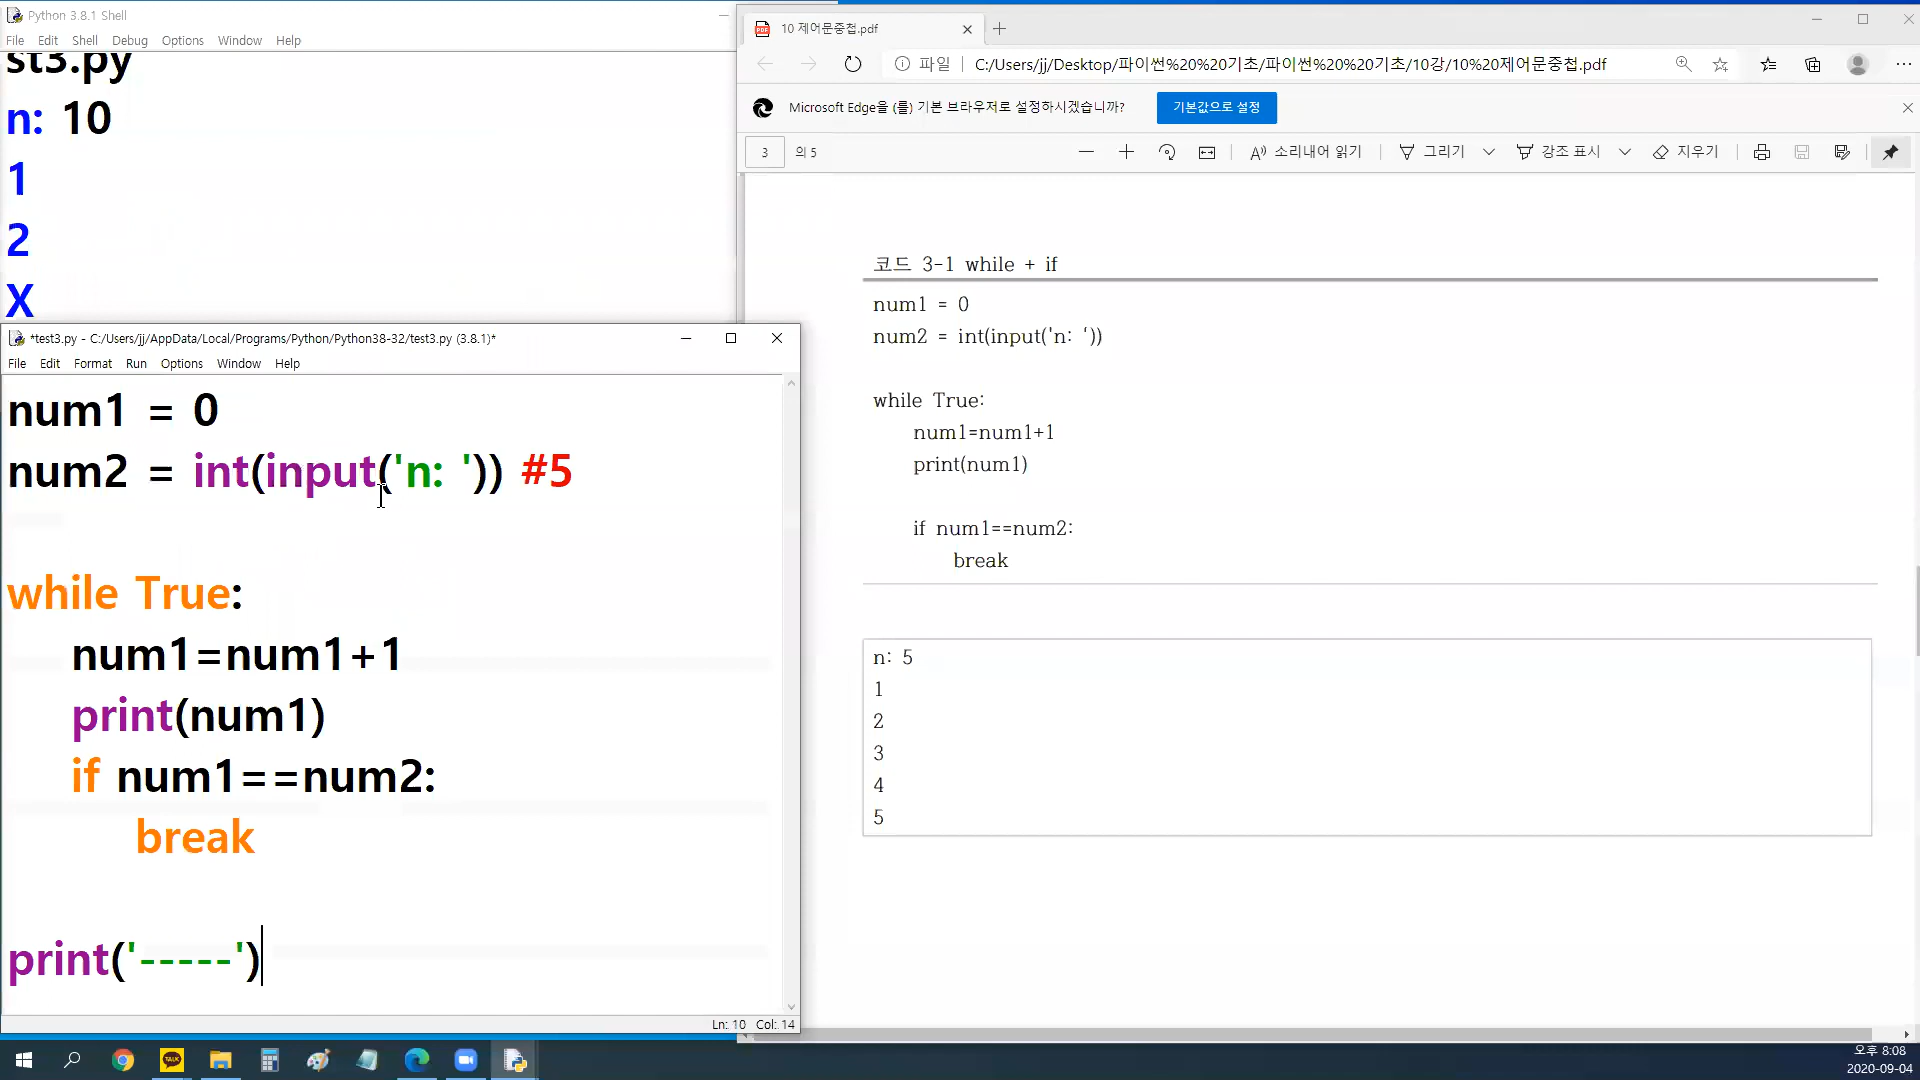 Python 3.8.1 Shell
File Edit Shell Debug Options Window Help
st3.py
n: 10
1
2
X
*test3.py - C:/Users/jj/AppData/Local/Programs/Python/Python38-32/test3.py (3.8.1)*
File Edit Format Run Options Window Help
num1 = 0
num2 = int(input('n: ')) #5
while True:
num1=num1+1
print(num1)
if num1==num2:
break
print('-----')
Ln: 10 Col: 14
10 제어문중첩.pdf
파일 C:/Users/jj/Desktop/파이썬%20%20기초/파이썬%20%20기초/10강/10%20제어문중첩.pdf
Microsoft Edge을 (를) 기본 브라우저로 설정하시겠습니까? 기본값으로 설정
3 의 5 소리내어 읽기 그리기 강조 표시 지우기
코드 3-1 while + if
num1 = 0
num2 = int(input('n: '))
while True:
num1=num1+1
print(num1)
if num1==num2:
break
n: 5
1
2
3
4
5
TALK
오후 8:08
2020-09-04